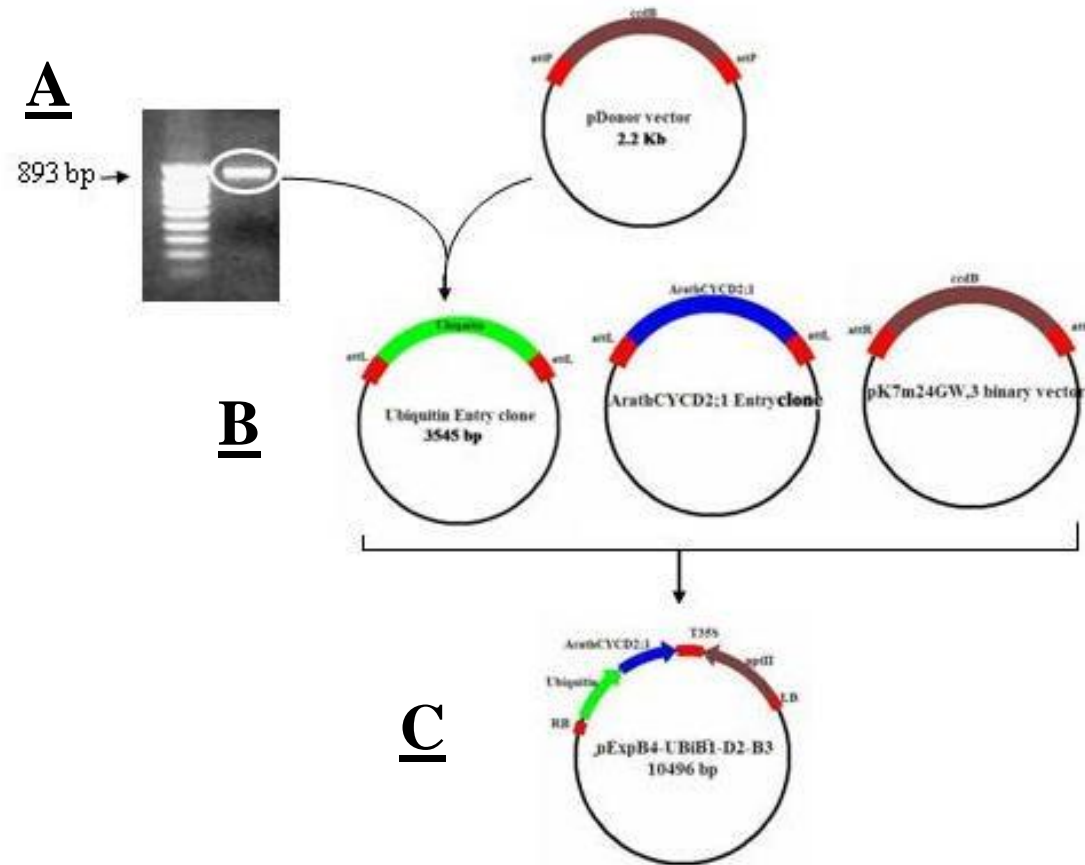 A
893 bp
ccdB
attP
attP
pDonor vector
2.2 Kb
B
Ubiquitin
attL
attL
Ubiquitin Entry clone
3545 bp
ArathCYCD2;1
attL
attL
ArathCYCD2;1 Entry clone
ccdB
attR
pK7m24GW,3 binary vector
C
ArathCYCD2;1
T35S
nptII
Ubiquitin
LB
RB
pExpB4-UBiB1-D2-B3
10496 bp